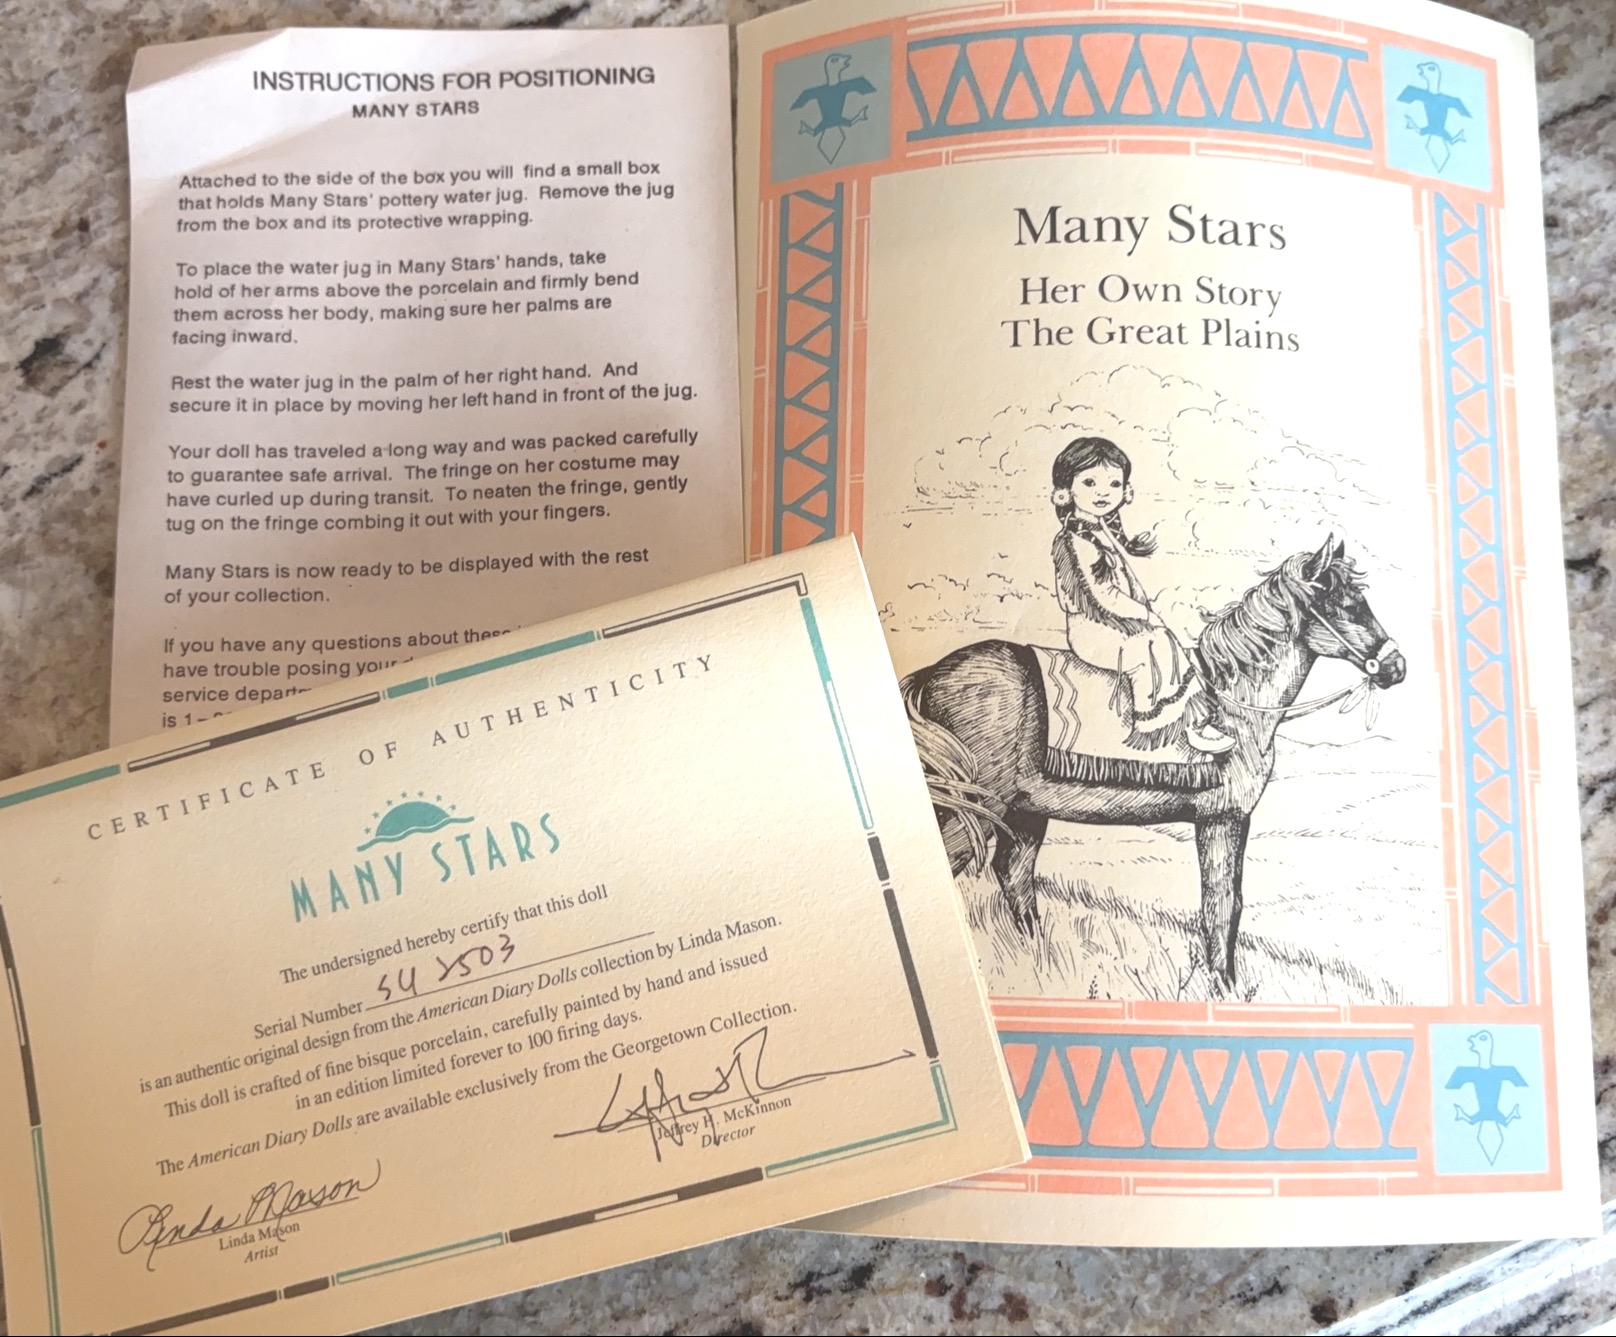 INSTRUCTIONS FOR POSITIONING
MANY STARS
Attached to the side of the box you will find a small box
that holds Many Stars' pottery water jug. Remove the jug
from the box and its protective wrapping.
To place the water jug in Many Stars' hands, take
hold of her arms above the porcelain and firmly bend
them across her body, making sure her palms are
facing inward.
Rest the water jug in the palm of her right hand. And
secure it in place by moving her left hand in front of the jug.
Your doll has traveled a long way and was packed carefully
to guarantee safe arrival. The fringe on her costume may
have curled up during transit. To neaten the fringe, gently
tug on the fringe combing it out with your fingers.
Many Stars is now ready to be displayed with the rest
of your collection.
If you have any questions about these
have trouble posing your
service
is 1-
Many Stars
Her Own Story
The Great Plains
CERTIFICATE OF AUTHENTICITY
MANY STARS
The undersigned hereby certify that this doll
Serial Number
is an authentic original design from the American Diary Dolls collection by Linda Mason.
This doll is crafted of fine bisque porcelain, carefully painted by hand and issued
in an edition limited forever to 100 firing days.
The American Diary Dolls are available exclusively from the Georgetown Collection.
Linda Mason
Linda Mason
Artist
Jeffrey H. McKinnon
Director